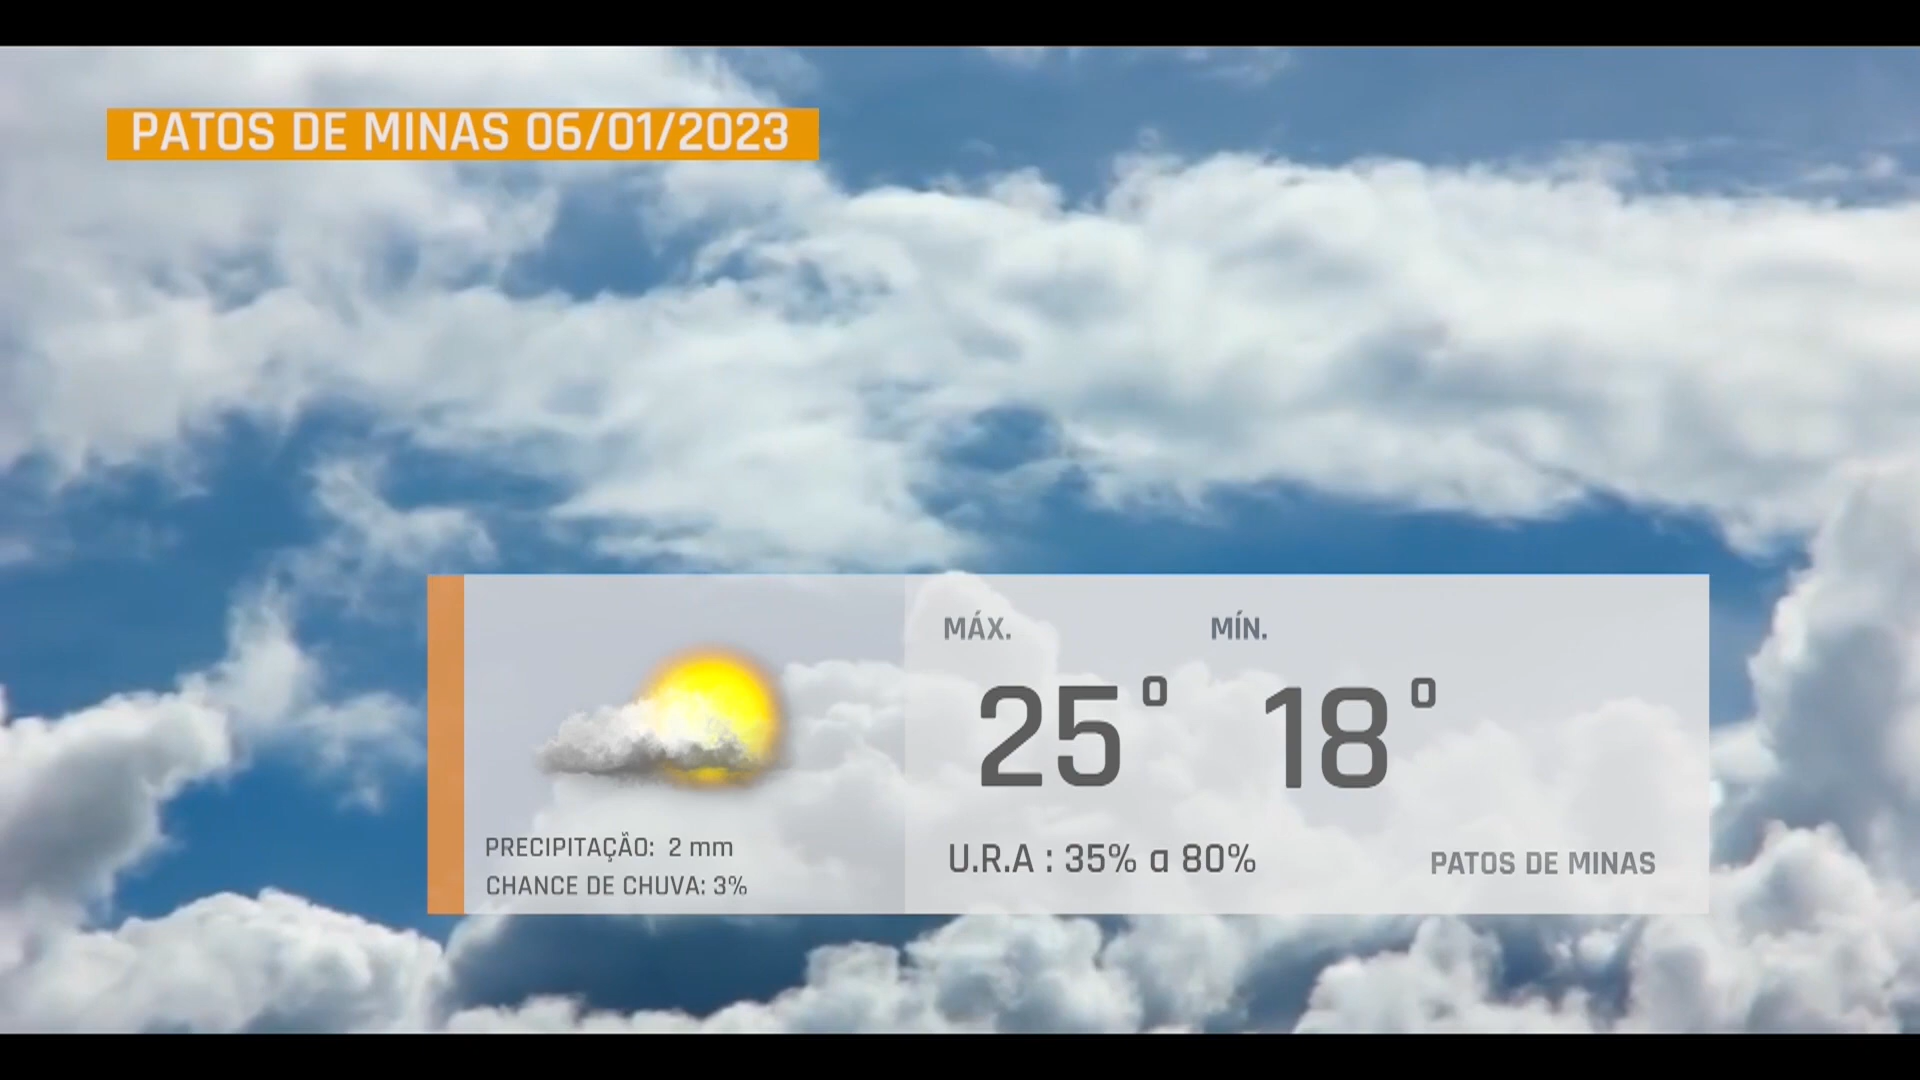 PATOS DE MINAS 06/01/2023
MÁX.
MÍN.
25°
18°
PRECIPITAÇÃO: 2 mm
CHANCE DE CHUVA: 3%
U.R.A : 35% a 80%
PATOS DE MINAS